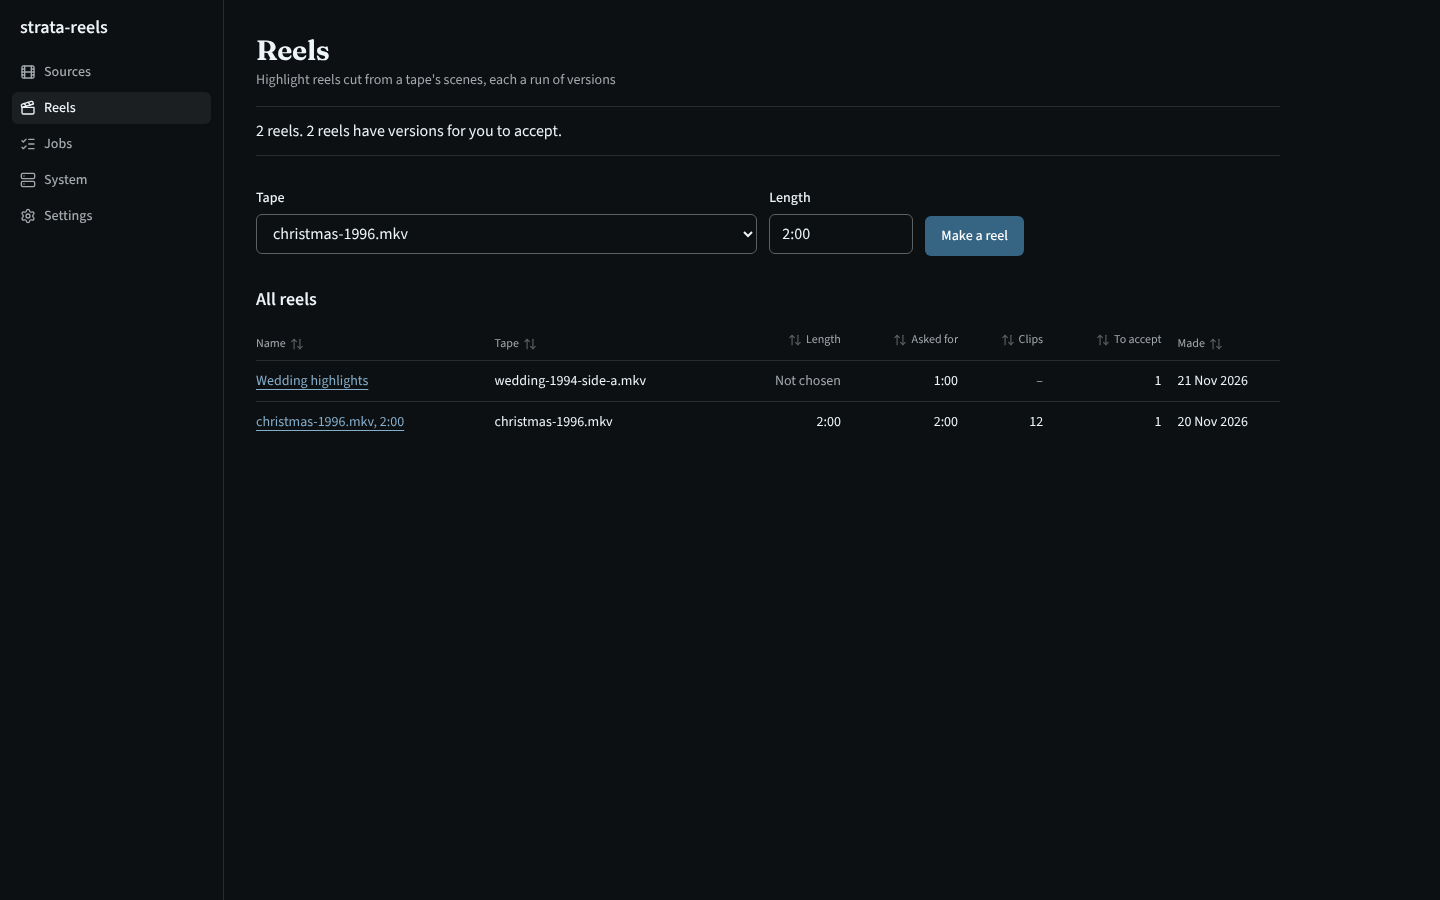 strata-reels
Sources
Reels
Jobs
System
Settings
Reels
Highlight reels cut from a tape's scenes, each a run of versions
2 reels. 2 reels have versions for you to accept.
Tape
Length
christmas-1996.mkv
2:00
Make a reel
All reels
Name Tape Length Asked for Clips To accept Made
Wedding highlights wedding-1994-side-a.mkv Not chosen 1:00 – 1 21 Nov 2026
christmas-1996.mkv, 2:00 christmas-1996.mkv 2:00 2:00 12 1 20 Nov 2026